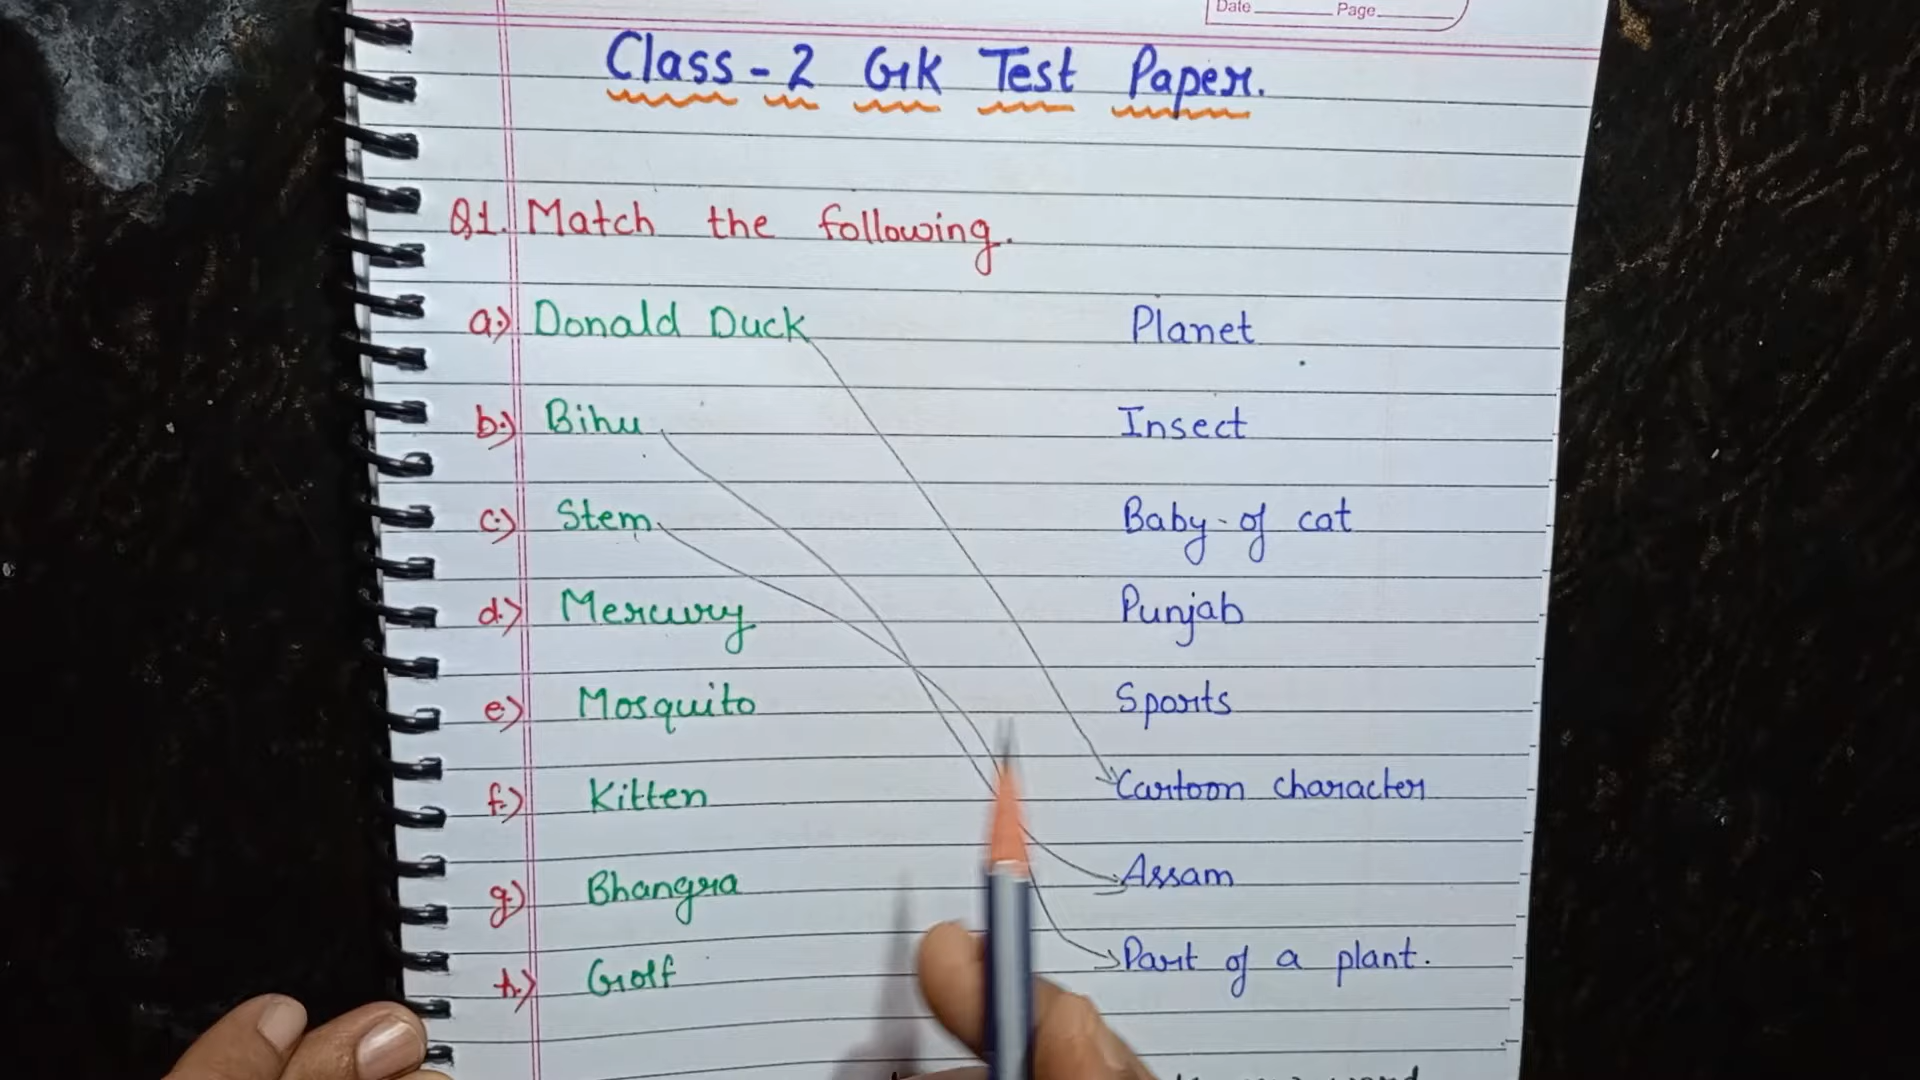 Date Page
Class-2 GK Test Paper.
Q1. Match the following.
a.) Donald Duck Planet
b.) Bihu Insect
c.) Stem Baby-of cat
d.) Mercury Punjab
e.) Mosquito Sports
f.) Kitten Cartoon character
g.) Bhangra Assam
h.) Golf Part of a plant.